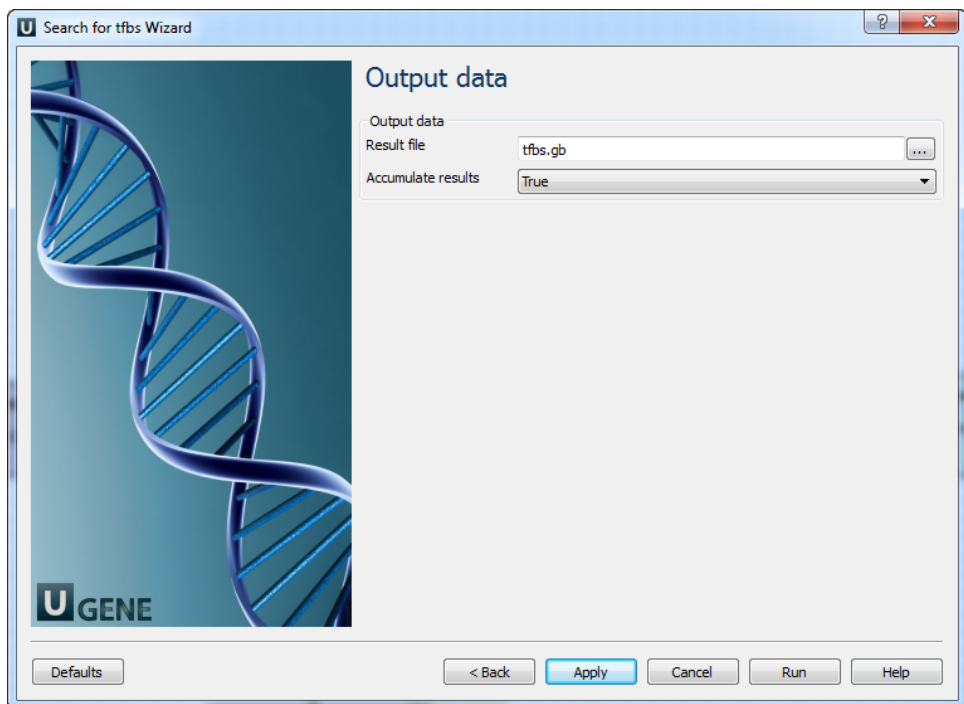 U Search for tfbs Wizard ? X
Output data
Output data
Result file tfbs.gb ...
Accumulate results True
U GENE
Defaults < Back Apply Cancel Run Help